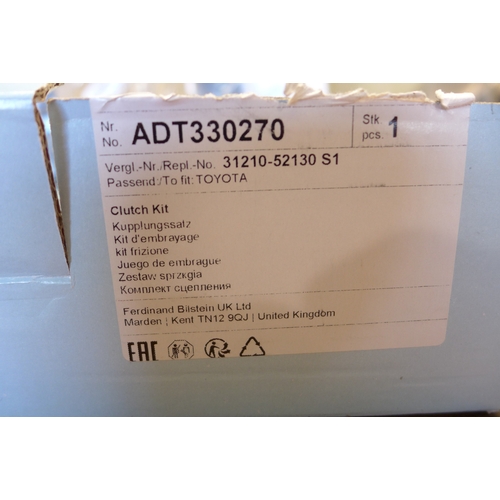 Nr. No. ADT330270 Stk pcs. 1
Vergl.-Nr./Repl.-No. 31210-52130 S1
Passend:/To fit: TOYOTA
Clutch Kit
Kupplungssatz
Kit d'embrayage
kit frizione
Juego de embrague
Zestaw sprzkgia
Комплект сцепления
Ferdinand Bilstein UK Ltd
Marden | Kent TN12 9QJ | United Kingdom
EAC